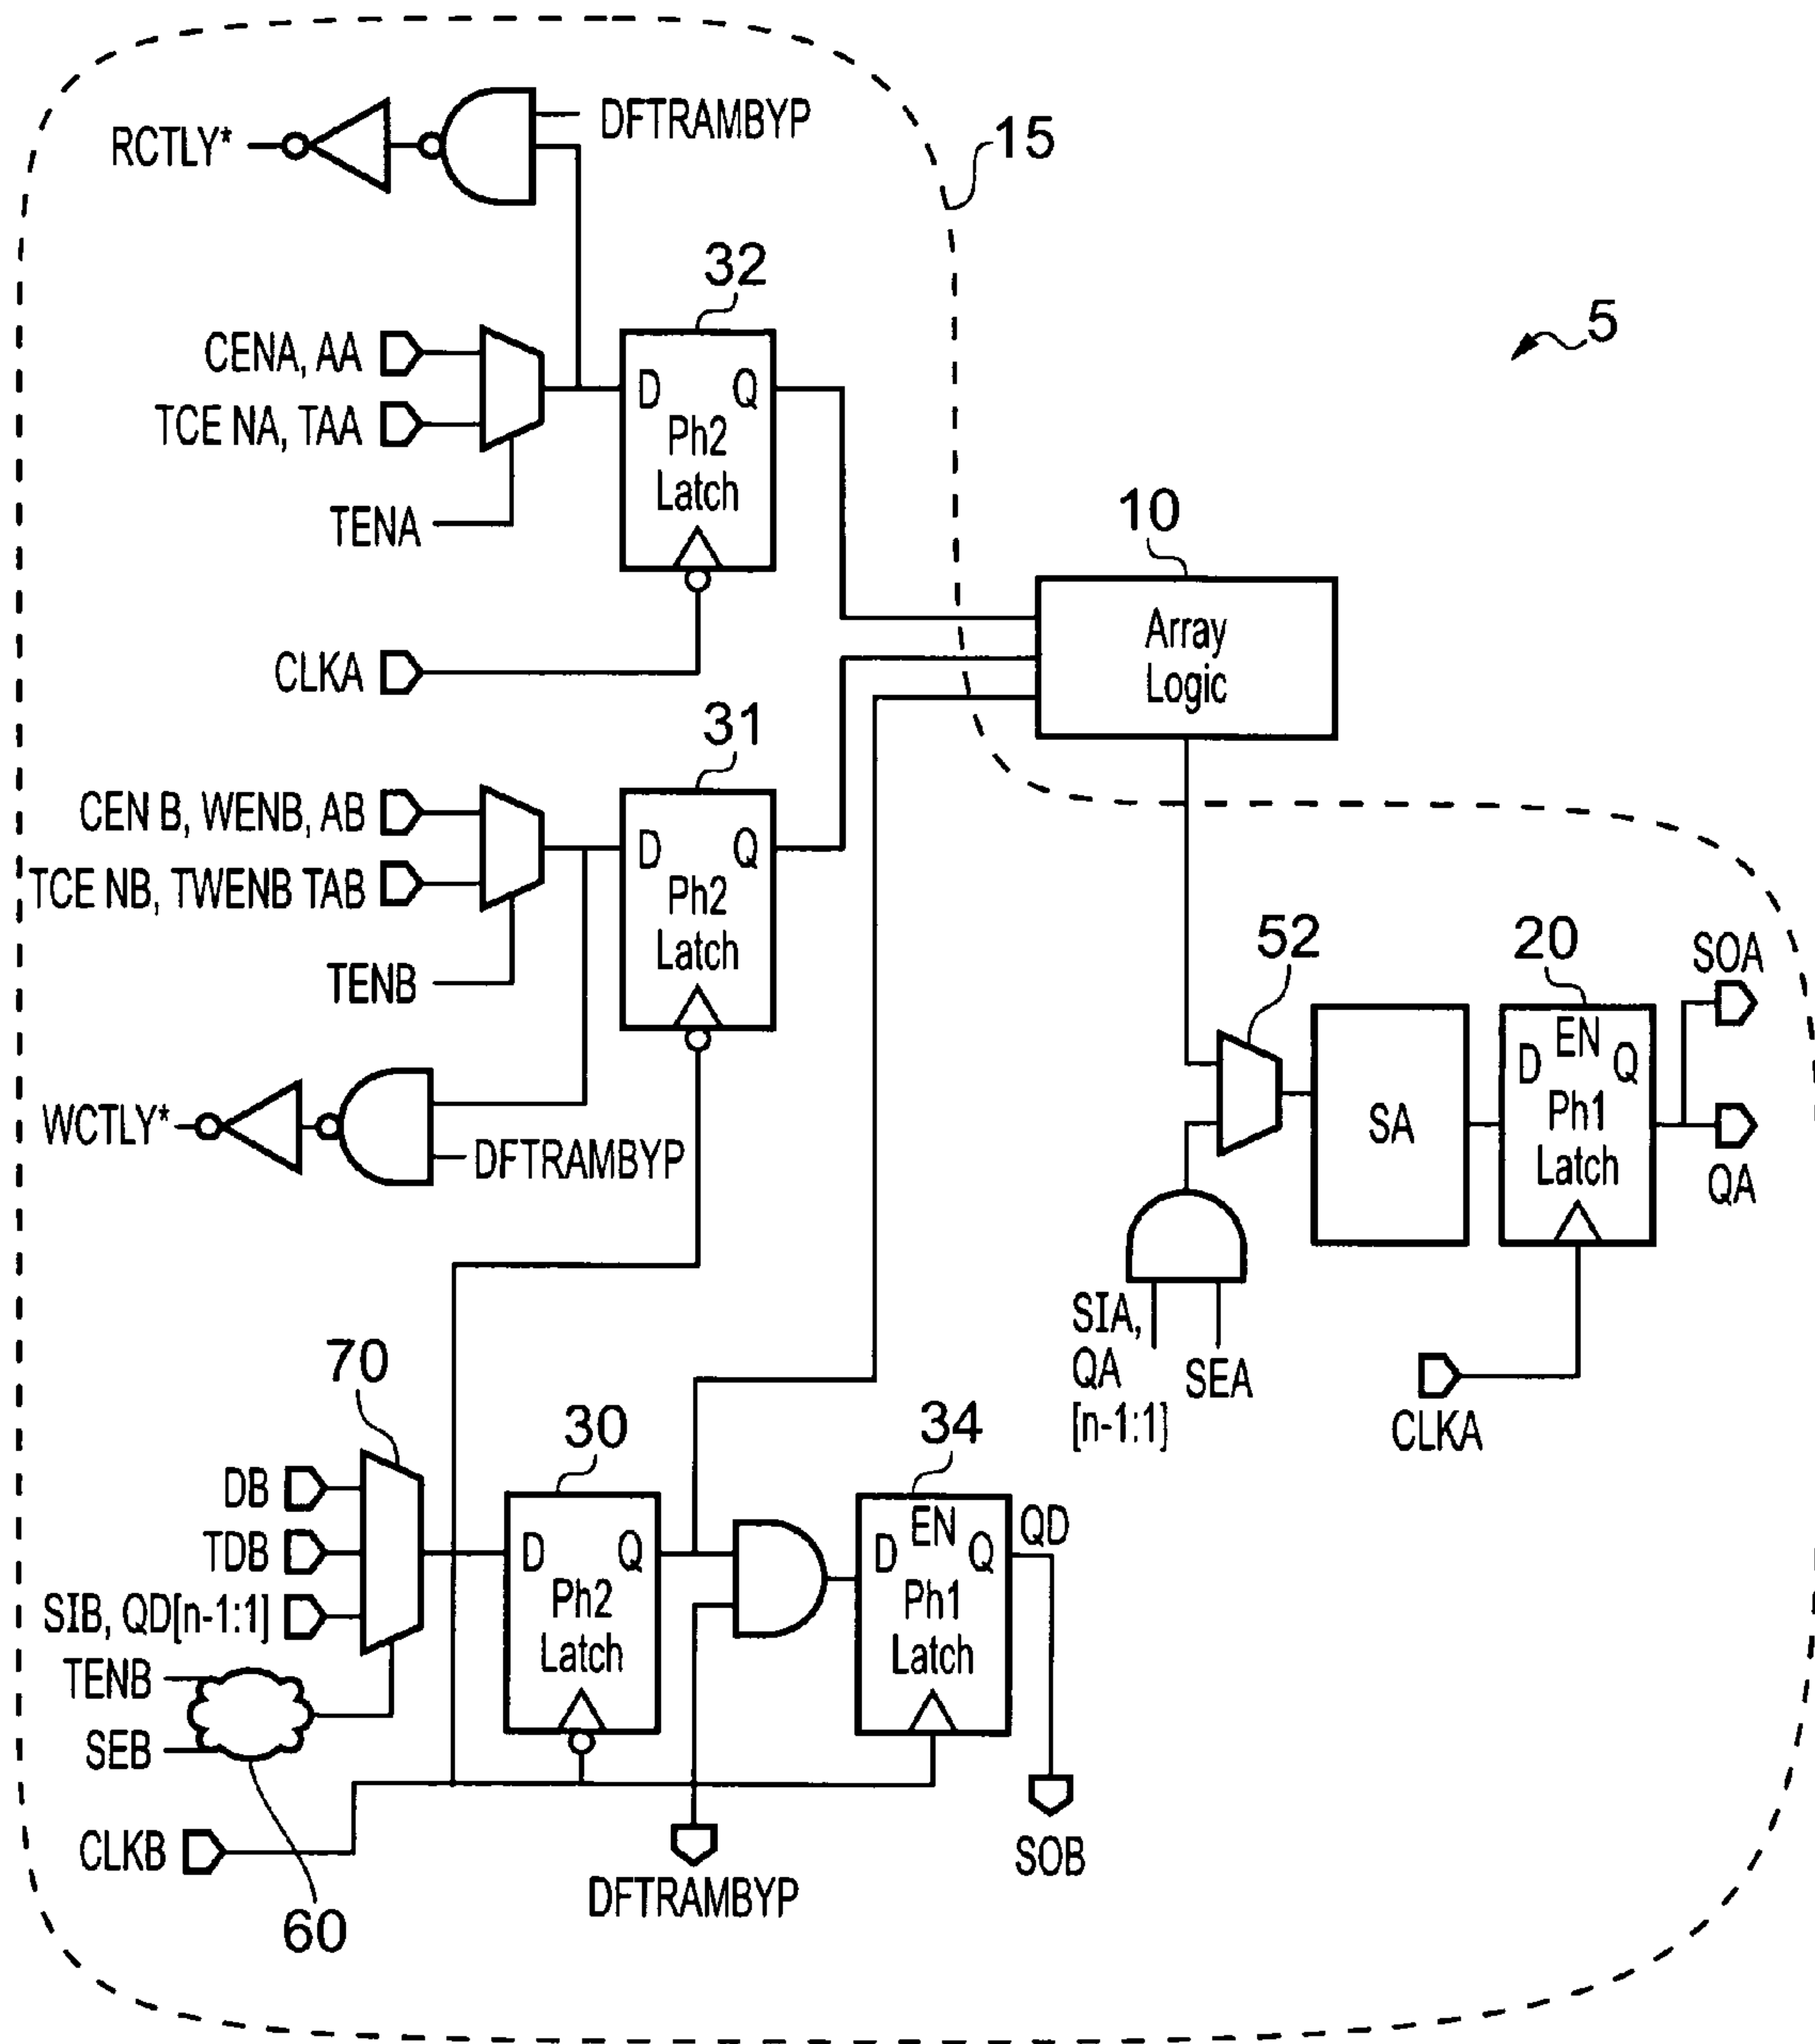 RCTLY*
DFTRAMBYP
15
32
5
CENA, AA
TCE NA, TAA
D Q
Ph2
Latch
TENA
10
Array
Logic
CLKA
31
CEN B, WENB, AB
TCE NB, TWENB TAB
D Q
Ph2
Latch
TENB
52
20
SOA
EN
D Q
Ph1
Latch
SA
QA
WCTLY*
DFTRAMBYP
SIA,
QA
[n-1:1]
SEA
CLKA
70
30
34
DB
TDB
SIB, QD[n-1:1]
D Q
Ph2
Latch
EN
D Q
Ph1
Latch
QD
TENB
SEB
CLKB
60
DFTRAMBYP
SOB